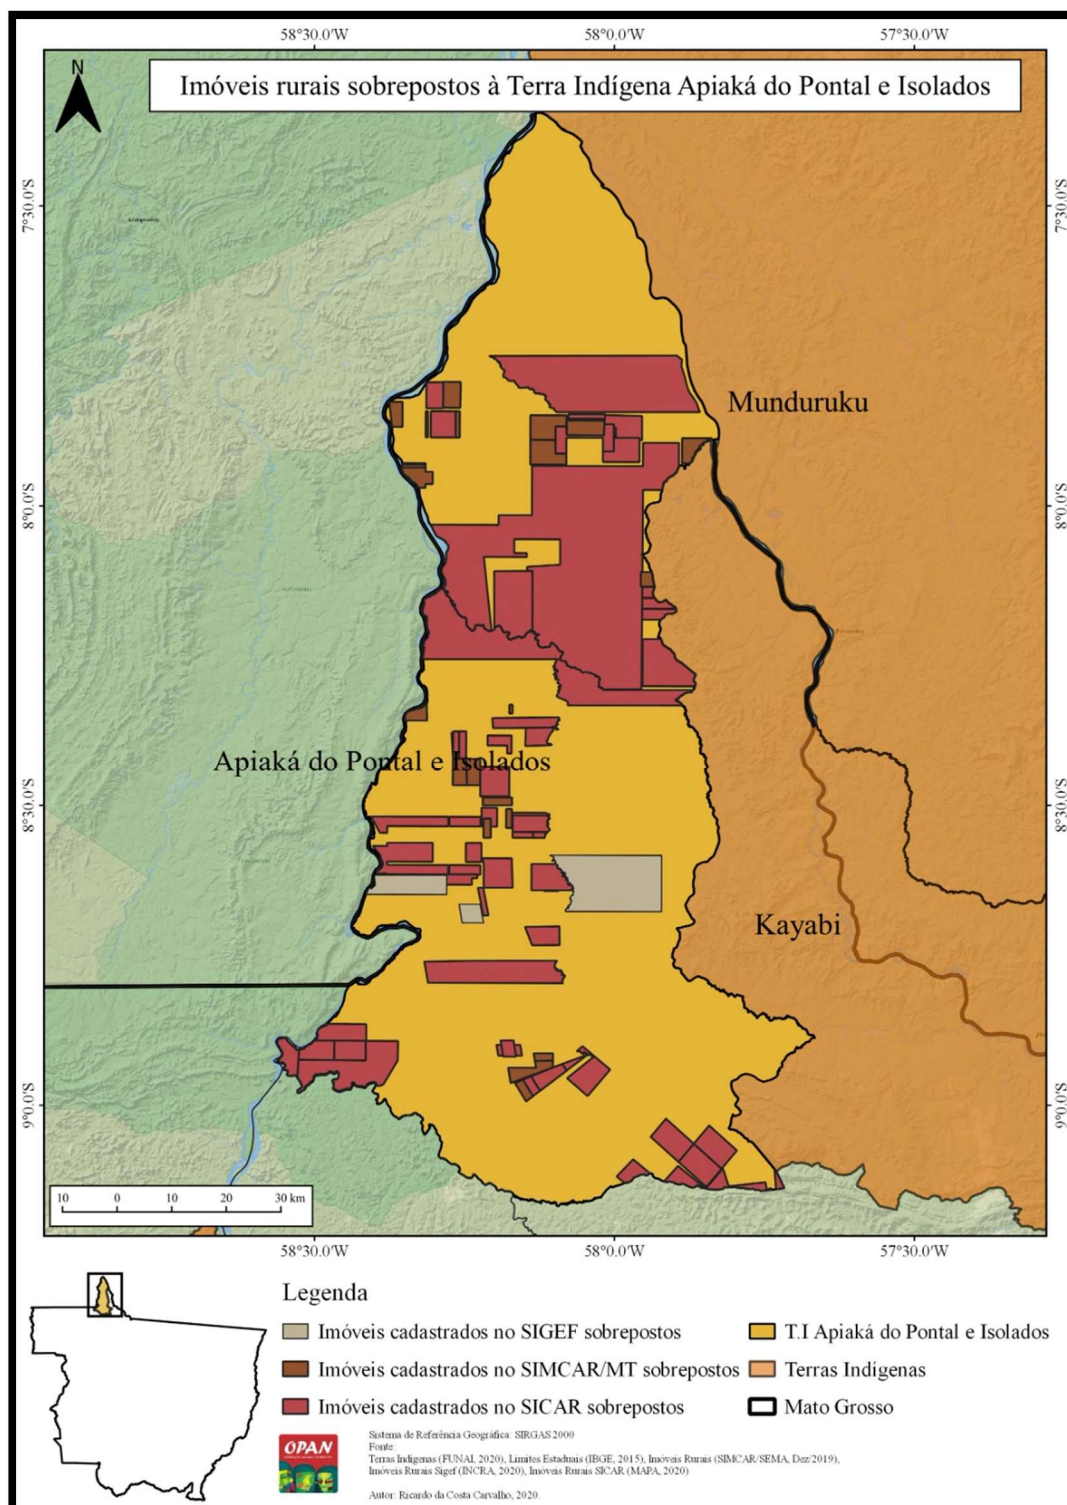 58°30.0'W 58°0.0'W 57°30.0'W
N
Imóveis rurais sobrepostos à Terra Indígena Apiaká do Pontal e Isolados
7°30.0'S 7°30.0'S
Munduruku
8°0.0'S 8°0.0'S
Apiaká do Pontal e Isolados
8°30.0'S 8°30.0'S
Kayabi
9°0.0'S 9°0.0'S
10 0 10 20 30 km
58°30.0'W 58°0.0'W 57°30.0'W
Legenda
Imóveis cadastrados no SIGEF sobrepostos
Imóveis cadastrados no SIMCAR/MT sobrepostos
Imóveis cadastrados no SICAR sobrepostos
T.I Apiaká do Pontal e Isolados
Terras Indígenas
Mato Grosso
OPAN
Sistema de Referência Geográfica: SIRGAS 2000
Fonte:
Terras Indígenas (FUNAI, 2020), Limites Estaduais (IBGE, 2015), Imóveis Rurais (SIMCAR/SEMA, Dez/2019),
Imóveis Rurais Sigef (INCRA, 2020), Imóveis Rurais SICAR (MAPA, 2020)
Autor: Ricardo da Costa Carvalho, 2020.